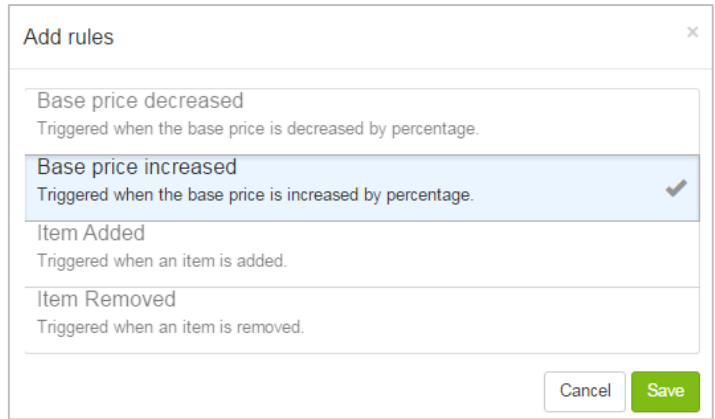 Add rules
×
Base price decreased
Triggered when the base price is decreased by percentage.
Base price increased
Triggered when the base price is increased by percentage.
Item Added
Triggered when an item is added.
Item Removed
Triggered when an item is removed.
Cancel Save